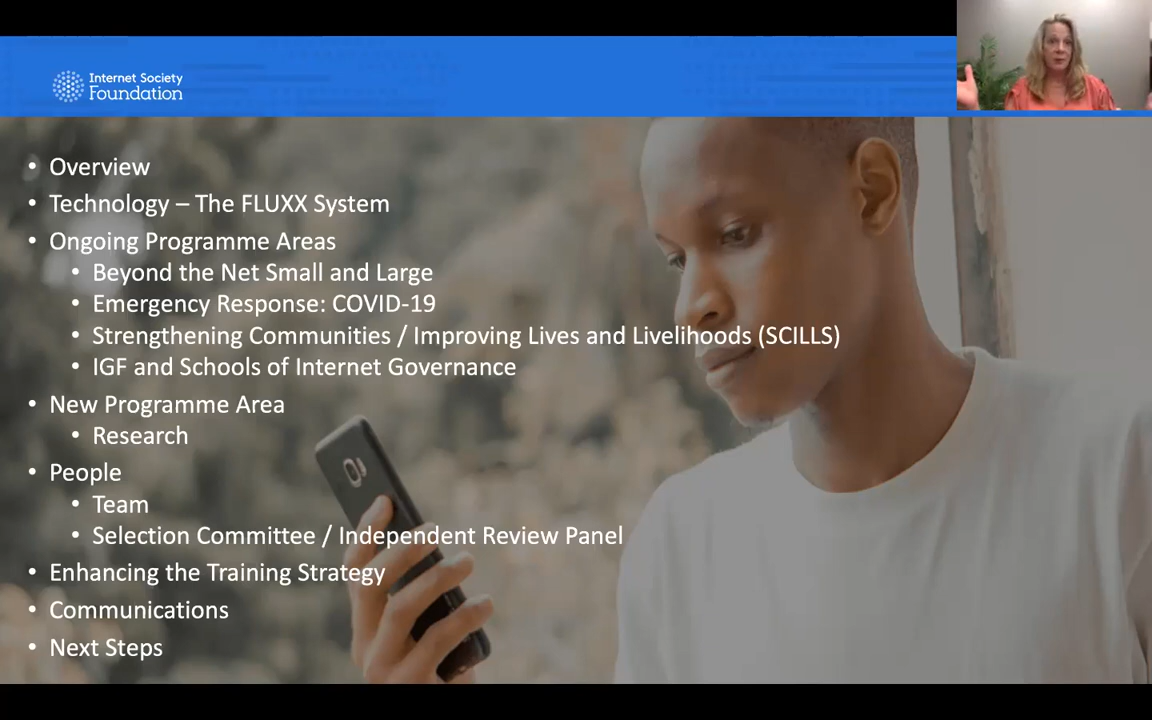 Internet Society
Foundation
• Overview
• Technology – The FLUXX System
• Ongoing Programme Areas
• Beyond the Net Small and Large
• Emergency Response: COVID-19
• Strengthening Communities / Improving Lives and Livelihoods (SCILLS)
• IGF and Schools of Internet Governance
• New Programme Area
• Research
• People
• Team
• Selection Committee / Independent Review Panel
• Enhancing the Training Strategy
• Communications
• Next Steps